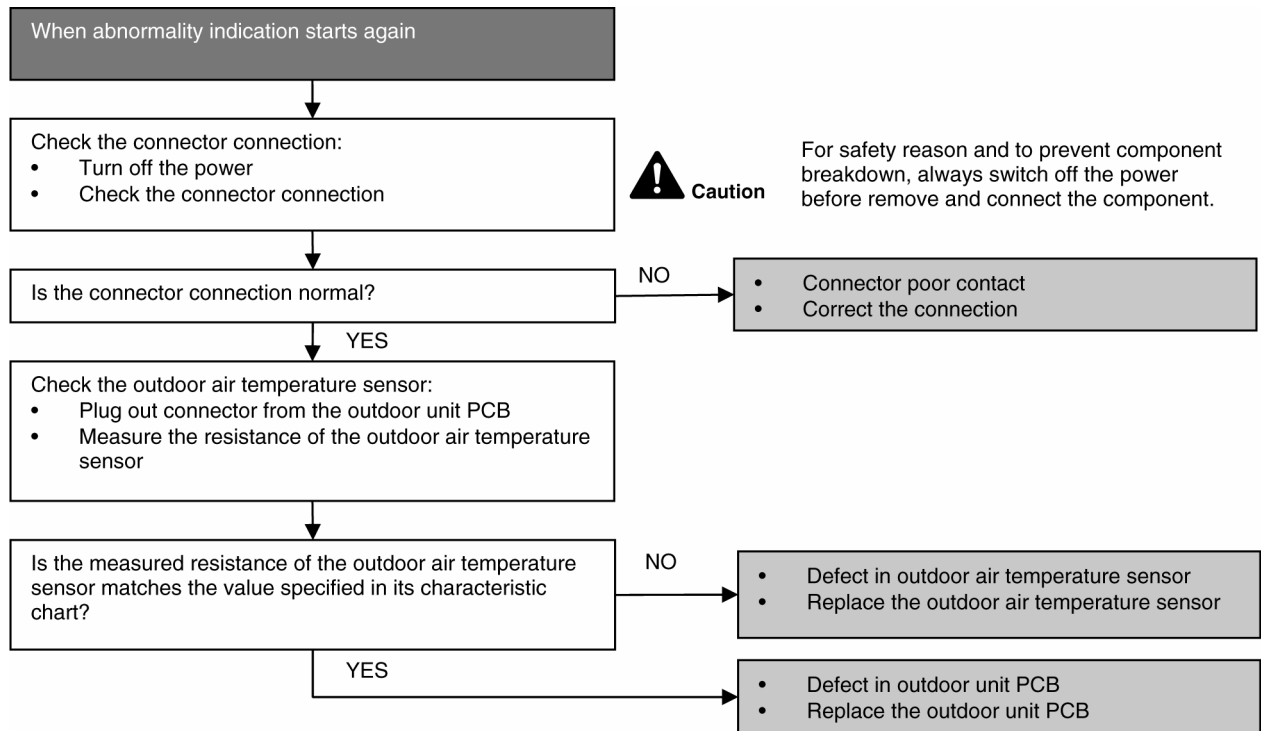 When abnormality indication starts again
Check the connector connection:
• Turn off the power
• Check the connector connection
Caution
For safety reason and to prevent component
breakdown, always switch off the power
before remove and connect the component.
Is the connector connection normal?
NO
• Connector poor contact
• Correct the connection
YES
Check the outdoor air temperature sensor:
• Plug out connector from the outdoor unit PCB
• Measure the resistance of the outdoor air temperature
sensor
Is the measured resistance of the outdoor air temperature
sensor matches the value specified in its characteristic
chart?
NO
• Defect in outdoor air temperature sensor
• Replace the outdoor air temperature sensor
YES
• Defect in outdoor unit PCB
• Replace the outdoor unit PCB